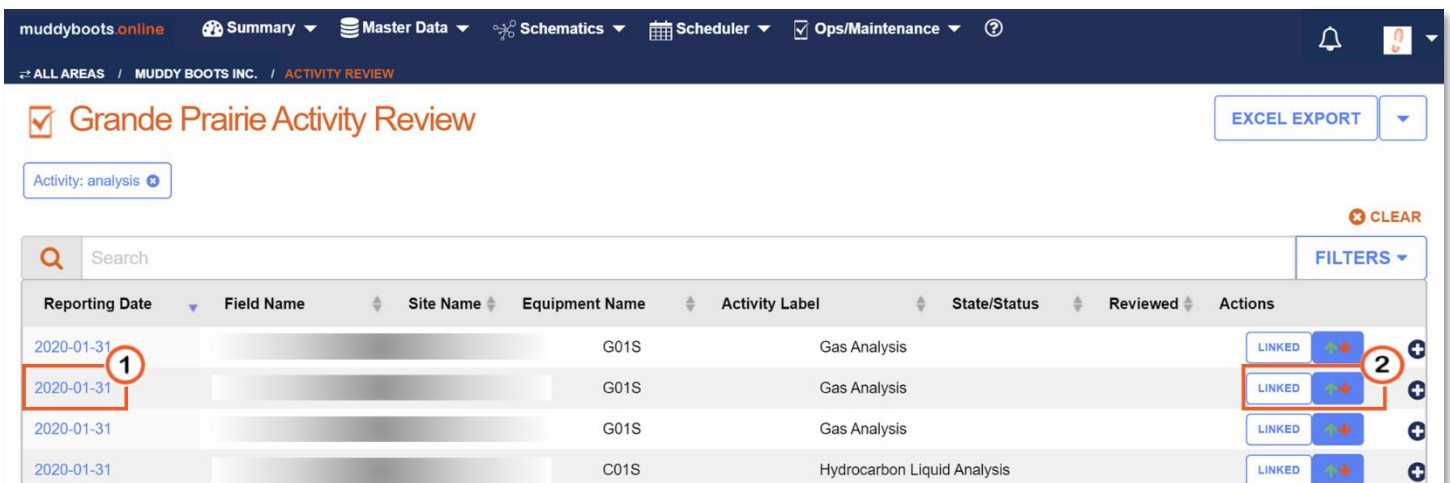 muddyboots.online Summary Master Data Schematics Scheduler Ops/Maintenance ?
ALL AREAS / MUDDY BOOTS INC. / ACTIVITY REVIEW
Grande Prairie Activity Review
EXCEL EXPORT
Activity: analysis
CLEAR
Search FILTERS
Reporting Date Field Name Site Name Equipment Name Activity Label State/Status Reviewed Actions
2020-01-31 G01S Gas Analysis LINKED
1 2
2020-01-31 G01S Gas Analysis LINKED
2020-01-31 G01S Gas Analysis LINKED
2020-01-31 C01S Hydrocarbon Liquid Analysis LINKED